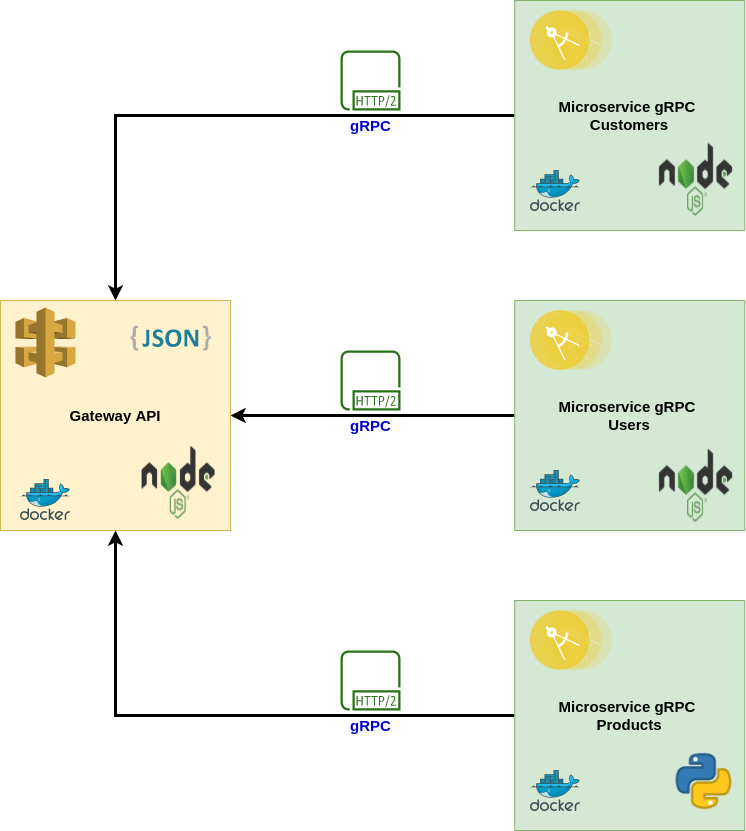 HTTP/2
gRPC
Microservice gRPC
Customers
docker
node
JS
{JSON}
Gateway API
docker
node
JS
HTTP/2
gRPC
Microservice gRPC
Users
docker
node
JS
HTTP/2
gRPC
Microservice gRPC
Products
docker